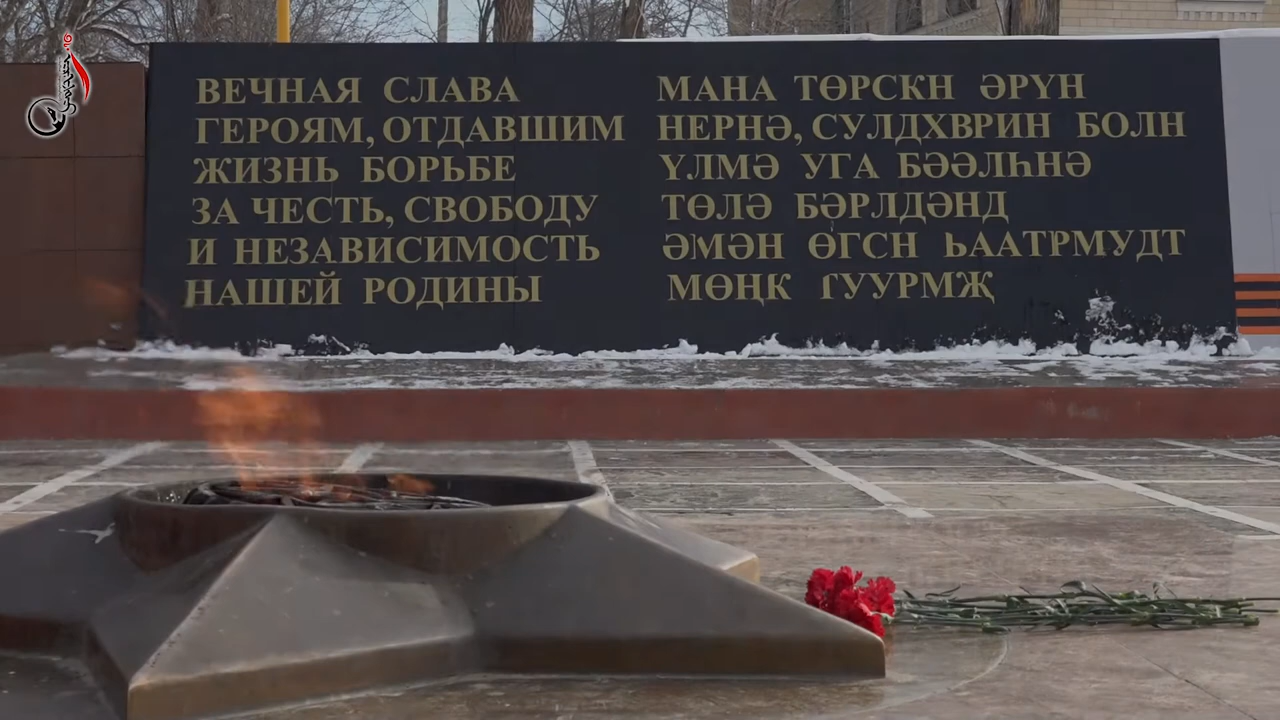 ВЕЧНАЯ СЛАВА
ГЕРОЯМ, ОТДАВШИМ
ЖИЗНЬ БОРЬБЕ
ЗА ЧЕСТЬ, СВОБОДУ
И НЕЗАВИСИМОСТЬ
НАШЕЙ РОДИНЫ
МАНА ТӨРСКН ӘРҮН
НЕРНӘ, СУЛДХВРИН БОЛН
ҮЛМӘ УГА БӘӘЛҺНӘ
ТӨЛӘ БӘРЛДӘНД
ӘМӘН ӨГСН ҺААТРМУДТ
МӨҢК ГУУРМҖ